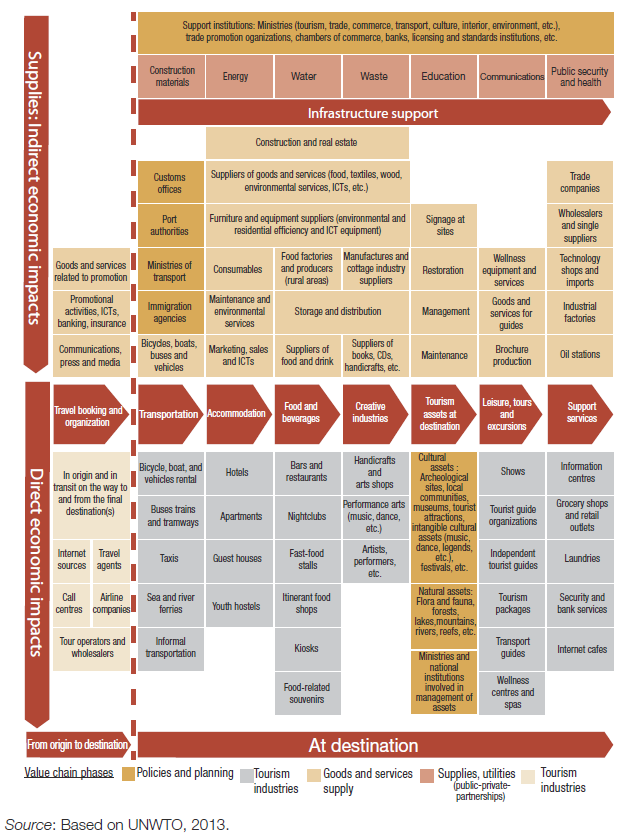 Support institutions: Ministries (tourism, trade, commerce, transport, culture, interior, environment, etc.),
trade promotion oganizations, chambers of commerce, banks, licensing and standards institutions, etc.
Supplies: Indirect economic impacts
Construction
materials
Energy
Water
Waste
Education
Communications
Public security
and health
Infrastructure support
Construction and real estate
Customs
offices
Suppliers of goods and services (food, textiles, wood,
environmental services, ICTs, etc.)
Trade
companies
Port
authorities
Furniture and equipment suppliers (environmental and
residential efficiency and ICT equipment)
Signage at
sites
Wholesalers
and single
suppliers
Goods and services
related to promotion
Ministries of
transport
Consumables
Food factories
and producers
(rural areas)
Manufactures and
cottage industry
suppliers
Restoration
Wellness
equipment and
services
Technology
shops and
imports
Promotional
activities, ICTs,
banking, insurance
Immigration
agencies
Maintenance and
environmental
services
Storage and distribution
Management
Goods and
services for
guides
Industrial
factories
Communications,
press and media
Bicycles, boats,
buses and
vehicles
Marketing, sales
and ICTs
Suppliers of
food and drink
Suppliers of
books, CDs,
handicrafts, etc.
Maintenance
Brochure
production
Oil stations
Direct economic impacts
Travel booking and
organization
Transportation
Accommodation
Food and
beverages
Creative
industries
Tourism
assets at
destination
Leisure, tours
and
excursions
Support
services
In origin and in
transit on the way to
and from the final
destination(s)
Internet
sources
Travel
agents
Call
centres
Airline
companies
Tour operators and
wholesalers
Bicycle, boat, and
vehicles rental
Buses trains
and tramways
Taxis
Sea and river
ferries
Informal
transportation
Hotels
Apartments
Guest houses
Youth hostels
Bars and
restaurants
Nightclubs
Fast-food
stalls
Itinerant food
shops
Kiosks
Food-related
souvenirs
Handicrafts
and
arts shops
Performance arts
(music, dance,
etc.)
Artists,
performers,
etc.
Cultural
assets :
Archeological
sites, local
communities,
museums, tourist
attractions,
intangible cultural
assets (music,
dance, legends,
etc.),
festivals, etc.
Natural assets:
Flora and fauna,
forests,
lakes,mountains,
rivers, reefs, etc.
Ministries and
national
institutions
involved in
management of
assets
Shows
Tourist guide
organizations
Independent
tourist guides
Tourism
packages
Transport
guides
Wellness
centres and
spas
Information
centres
Grocery shops
and retail
outlets
Laundries
Security and
bank services
Internet cafes
From origin to destination
At destination
Value chain phases
Policies and planning
Tourism
industries
Goods and services
supply
Supplies, utilities
(public-private-
partnerships)
Tourism
industries
Source: Based on UNWTO, 2013.